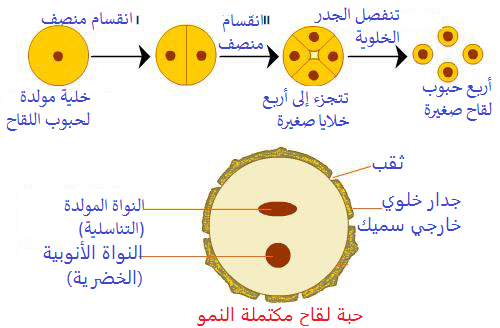 انقسام منصف I
انقسام
منصف II
تنفصل الجدر
الخلوية
خلية مولدة
لحبوب اللقاح
تتجزء إلى أربع
خلايا صغيرة
أربع حبوب
لقاح صغيرة
ثقب
جدار خلوي
خارجي سميك
النواة المولدة
(التناسلية)
النواة الأنوبية
(الخضرية)
حبة لقاح مكتملة النمو